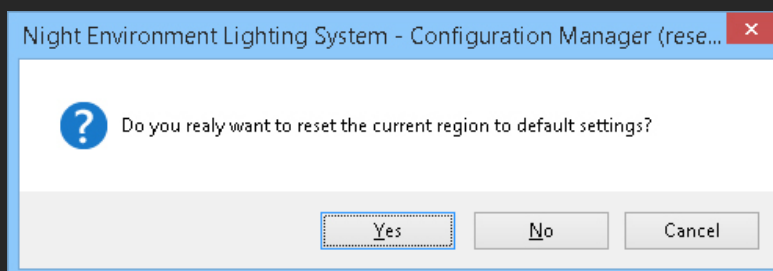 Night Environment Lighting System - Configuration Manager (rese...
Do you realy want to reset the current region to default settings?
Yes
No
Cancel